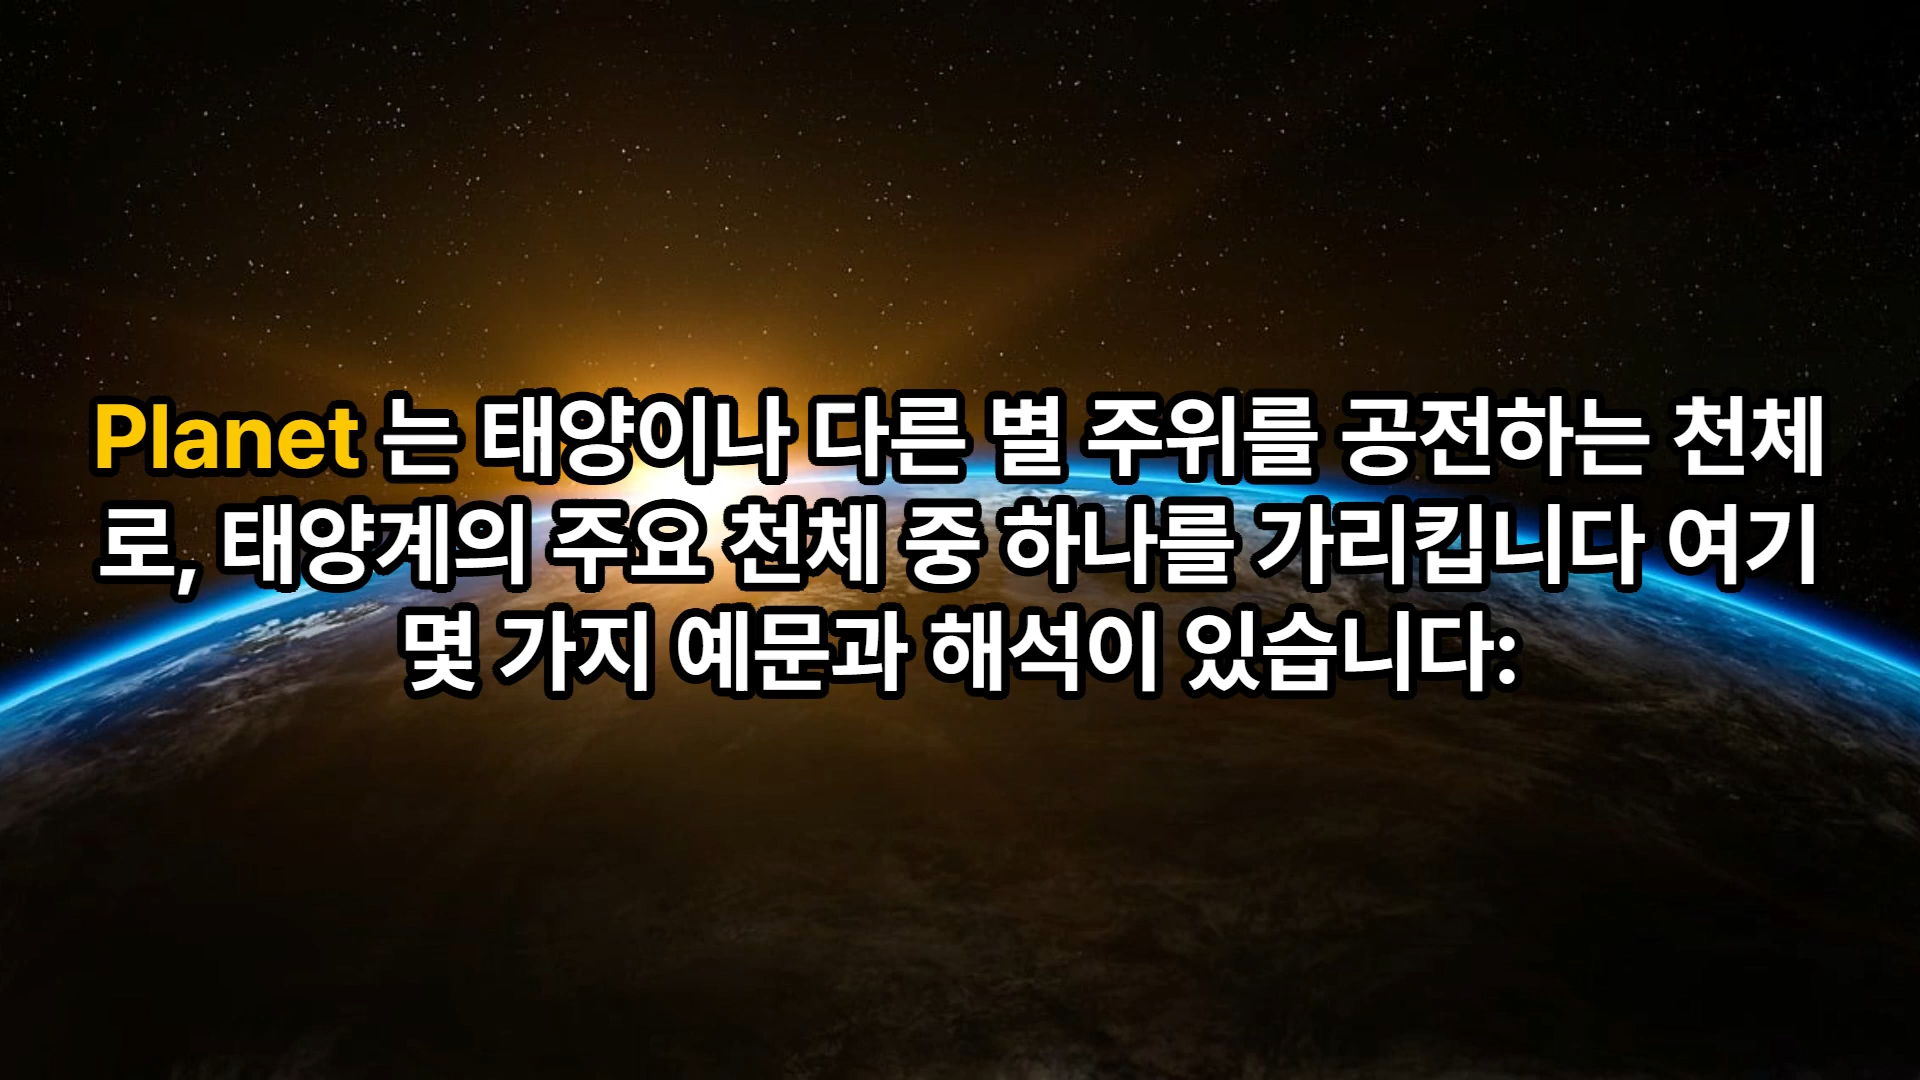 Planet 는 태양이나 다른 별 주위를 공전하는 천체
로, 태양계의 주요 천체 중 하나를 가리킵니다 여기
몇 가지 예문과 해석이 있습니다: